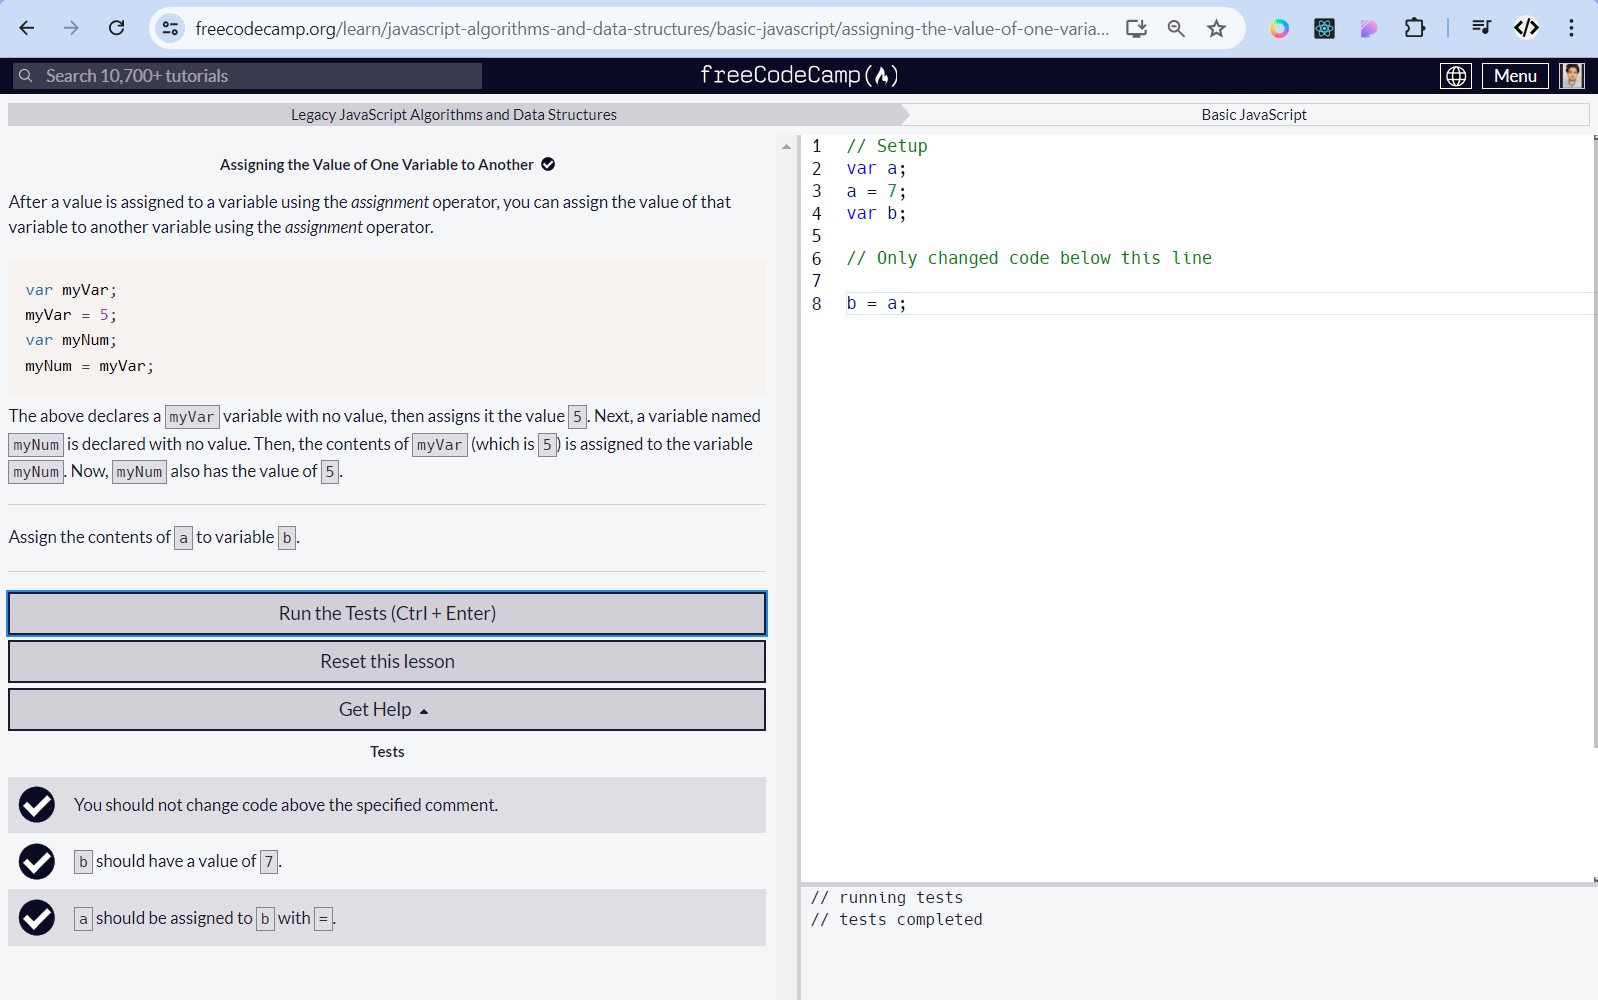 freecodecamp.org/learn/javascript-algorithms-and-data-structures/basic-javascript/assigning-the-value-of-one-varia...
Search 10,700+ tutorials
freeCodeCamp
Menu
Legacy JavaScript Algorithms and Data Structures
Basic JavaScript
Assigning the Value of One Variable to Another
After a value is assigned to a variable using the assignment operator, you can assign the value of that
variable to another variable using the assignment operator.
var myVar;
myVar = 5;
var myNum;
myNum = myVar;
The above declares a myVar variable with no value, then assigns it the value 5. Next, a variable named
myNum is declared with no value. Then, the contents of myVar (which is 5) is assigned to the variable
myNum. Now, myNum also has the value of 5.
Assign the contents of a to variable b.
Run the Tests (Ctrl + Enter)
Reset this lesson
Get Help
Tests
You should not change code above the specified comment.
b should have a value of 7.
a should be assigned to b with =.
1 // Setup
2 var a;
3 a = 7;
4 var b;
5
6 // Only changed code below this line
7
8 b = a;
// running tests
// tests completed